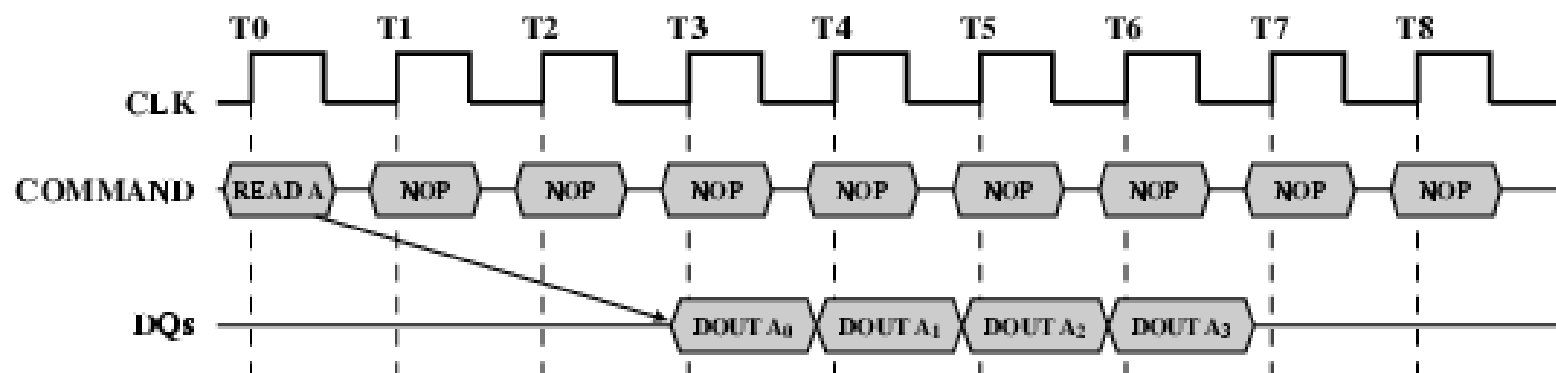 T0 T1 T2 T3 T4 T5 T6 T7 T8
CLK
COMMAND READ A NOP NOP NOP NOP NOP NOP NOP NOP
DQs DOUT A0 DOUT A1 DOUT A2 DOUT A3